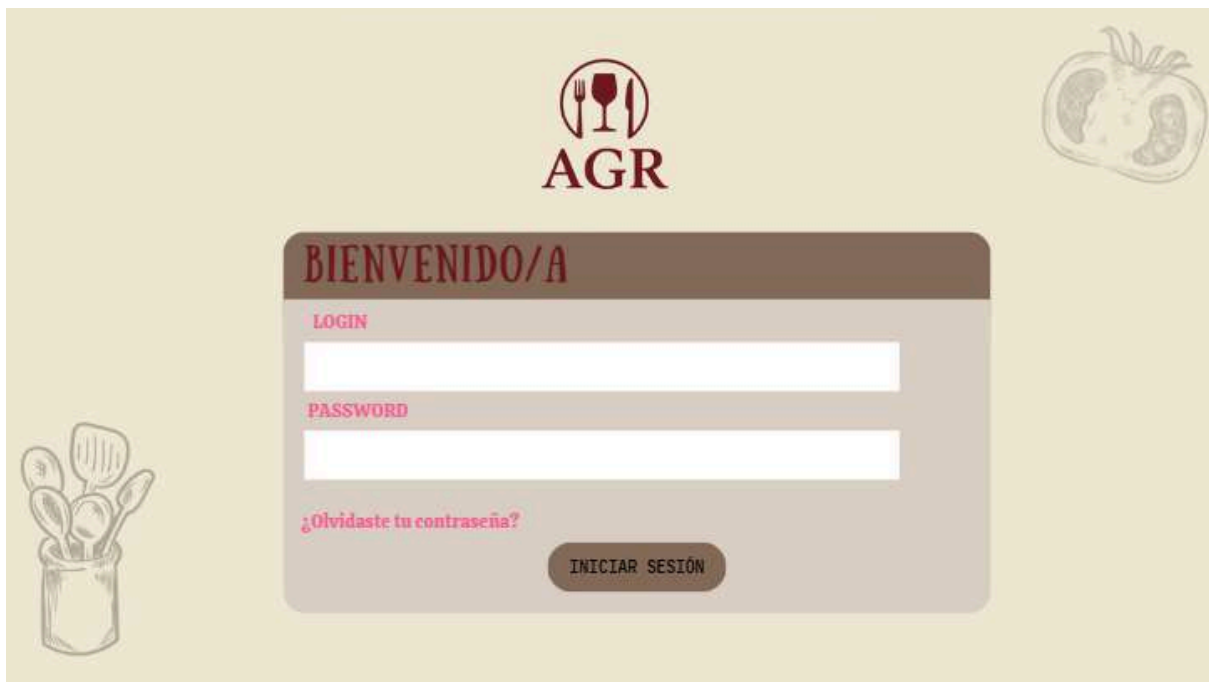 AGR
BIENVENIDO/A
LOGIN
PASSWORD
¿Olvidaste tu contraseña?
INICIAR SESIÓN